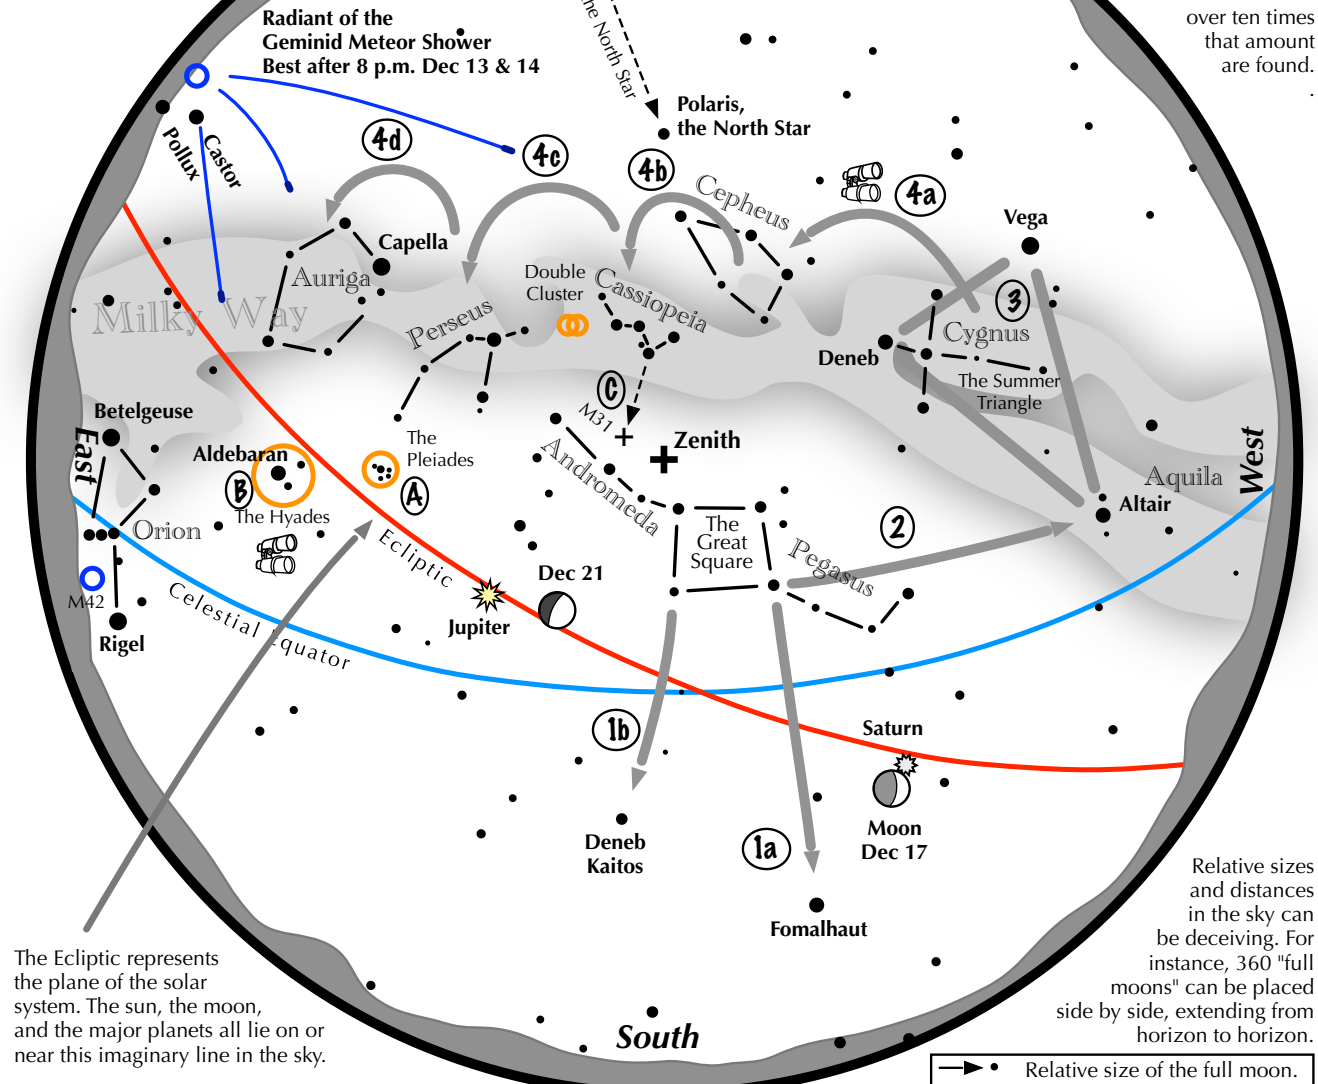 over ten times
that amount
are found.
.
Radiant of the
Geminid Meteor Shower
Best after 8 p.m. Dec 13 & 14
the North Star
Polaris,
the North Star
Pollux
Castor
4d
4c
4b
4a
Cepheus
Vega
Capella
Auriga
Milky Way
Perseus
Double
Cluster
Cassiopeia
3
Cygnus
Deneb
The Summer
Triangle
C
M31
Zenith
Betelgeuse
East
Aldebaran
B
The Hyades
The
Pleiades
A
Andromeda
The
Great
Square
Pegasus
2
Aquila
Altair
West
Orion
M42
Rigel
Celestial Equator
Ecliptic
Jupiter
Dec 21
1b
Saturn
Moon
Dec 17
Deneb
Kaitos
1a
Fomalhaut
The Ecliptic represents
the plane of the solar
system. The sun, the moon,
and the major planets all lie on or
near this imaginary line in the sky.
Relative sizes
and distances
in the sky can
be deceiving. For
instance, 360 "full
moons" can be placed
side by side, extending from
horizon to horizon.
South
Relative size of the full moon.